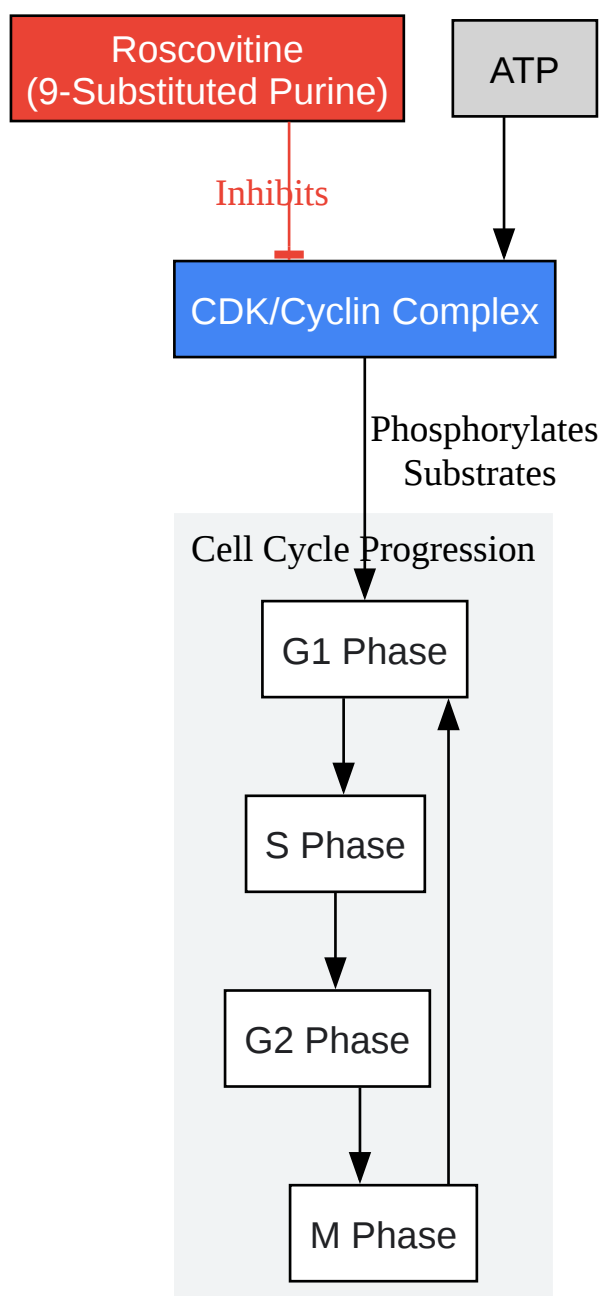 Roscovitine
(9-Substituted Purine)
ATP
Inhibits
CDK/Cyclin Complex
Phosphorylates
Substrates
Cell Cycle Progression
G1 Phase
S Phase
G2 Phase
M Phase